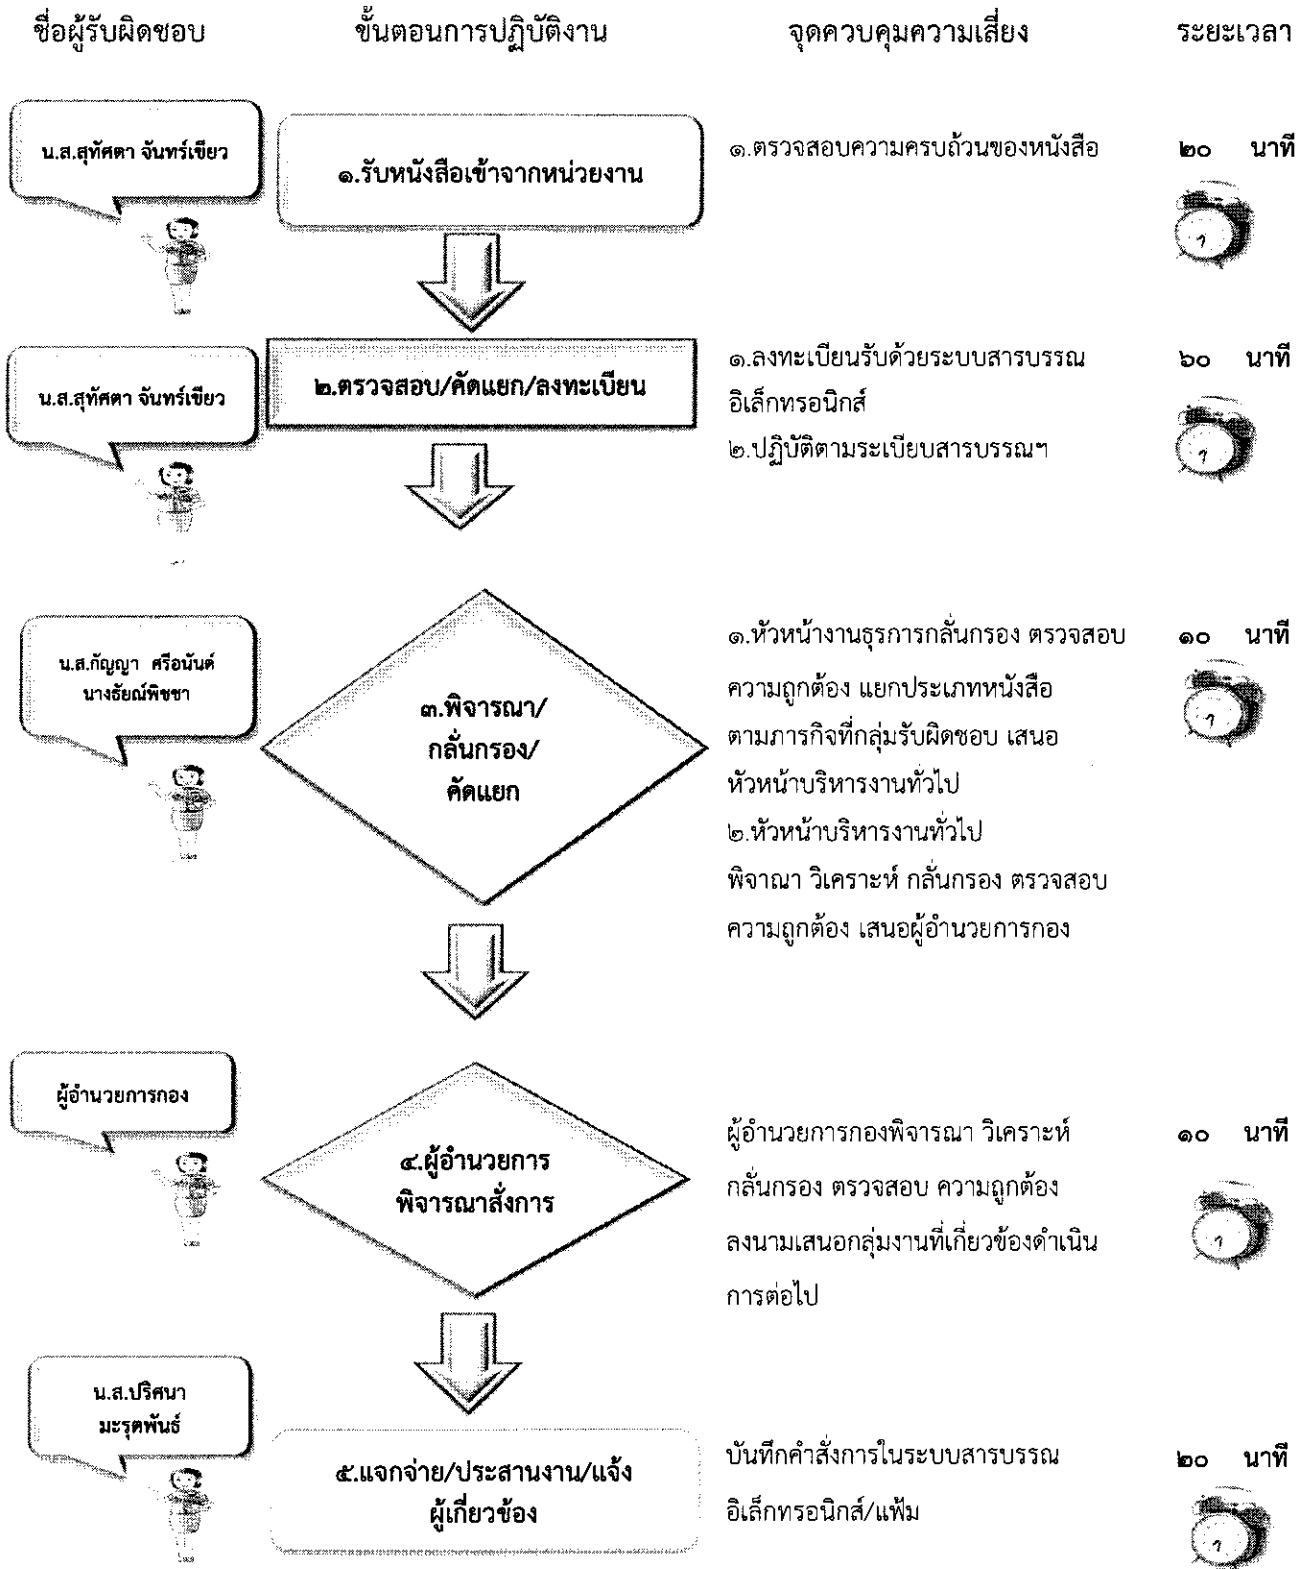 ชื่อผู้รับผิดชอบ ขั้นตอนการปฏิบัติงาน จุดควบคุมความเสี่ยง ระยะเวลา
น.ส.สุทัศตา จันทร์เขียว
๑.รับหนังสือเข้าจากหน่วยงาน
๑.ตรวจสอบความครบถ้วนของหนังสือ
๒๐ นาที
น.ส.สุทัศตา จันทร์เขียว
๒.ตรวจสอบ/คัดแยก/ลงทะเบียน
๑.ลงทะเบียนรับด้วยระบบสารบรรณ
อิเล็กทรอนิกส์
๒.ปฏิบัติตามระเบียบสารบรรณฯ
๖๐ นาที
น.ส.กัญญา ศรีอนันต์
นางธัยณ์พิชชา
๓.พิจารณา/
กลั่นกรอง/
คัดแยก
๑.หัวหน้างานธุรการกลั่นกรอง ตรวจสอบ
ความถูกต้อง แยกประเภทหนังสือ
ตามภารกิจที่กลุ่มรับผิดชอบ เสนอ
หัวหน้าบริหารงานทั่วไป
๒.หัวหน้าบริหารงานทั่วไป
พิจาณา วิเคราะห์ กลั่นกรอง ตรวจสอบ
ความถูกต้อง เสนอผู้อำนวยการกอง
๑๐ นาที
ผู้อำนวยการกอง
๔.ผู้อำนวยการ
พิจารณาสั่งการ
ผู้อำนวยการกองพิจารณา วิเคราะห์
กลั่นกรอง ตรวจสอบ ความถูกต้อง
ลงนามเสนอกลุ่มงานที่เกี่ยวข้องดำเนิน
การต่อไป
๑๐ นาที
น.ส.ปริศนา
มะรุตพันธ์
๕.แจกจ่าย/ประสานงาน/แจ้ง
ผู้เกี่ยวข้อง
บันทึกคำสั่งการในระบบสารบรรณ
อิเล็กทรอนิกส์/แฟ้ม
๒๐ นาที